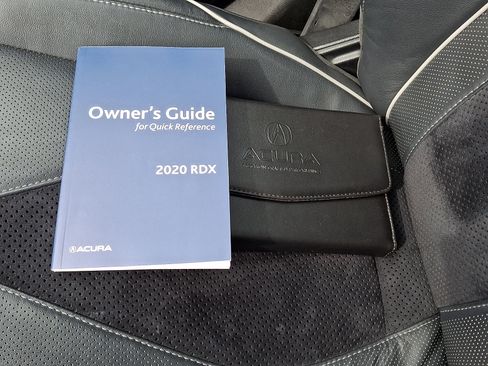 Owner's Guide
for Quick Reference
2020 RDX
ACURA
ACURA